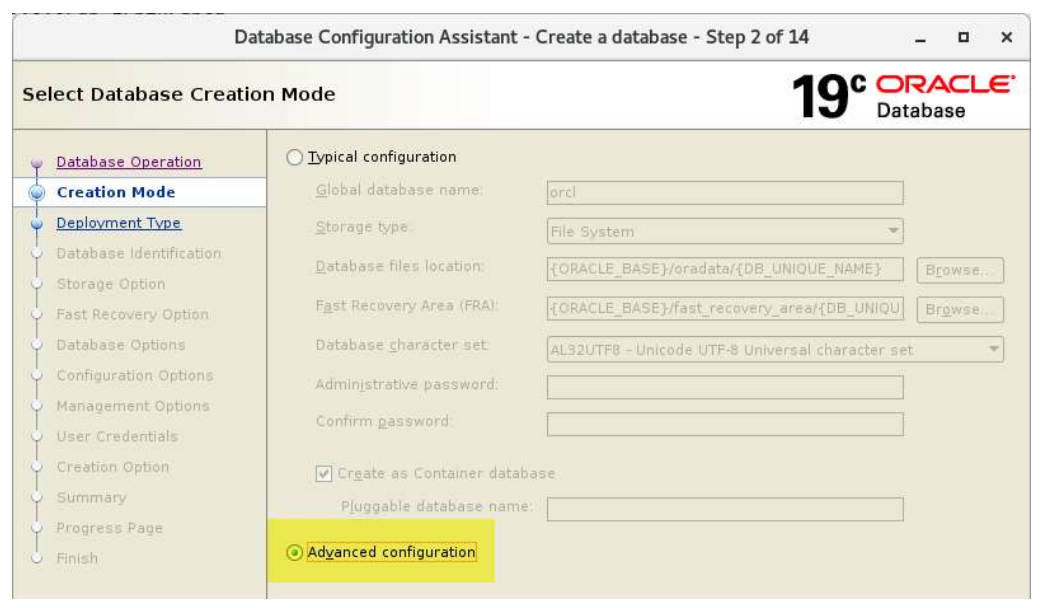 Database Configuration Assistant - Create a database - Step 2 of 14
Select Database Creation Mode
19c ORACLE
Database
Database Operation
Creation Mode
Deployment Type
Database Identification
Storage Option
Fast Recovery Option
Database Options
Configuration Options
Management Options
User Credentials
Creation Option
Summary
Progress Page
Finish
Typical configuration
Global database name: orcl
Storage type: File System
Database files location: {ORACLE_BASE}/oradata/{DB_UNIQUE_NAME} Browse...
Fast Recovery Area (FRA): {ORACLE_BASE}/fast_recovery_area/{DB_UNIQU Browse...
Database character set: AL32UTF8 - Unicode UTF-8 Universal character set
Administrative password:
Confirm password:
Create as Container database
Pluggable database name:
Advanced configuration